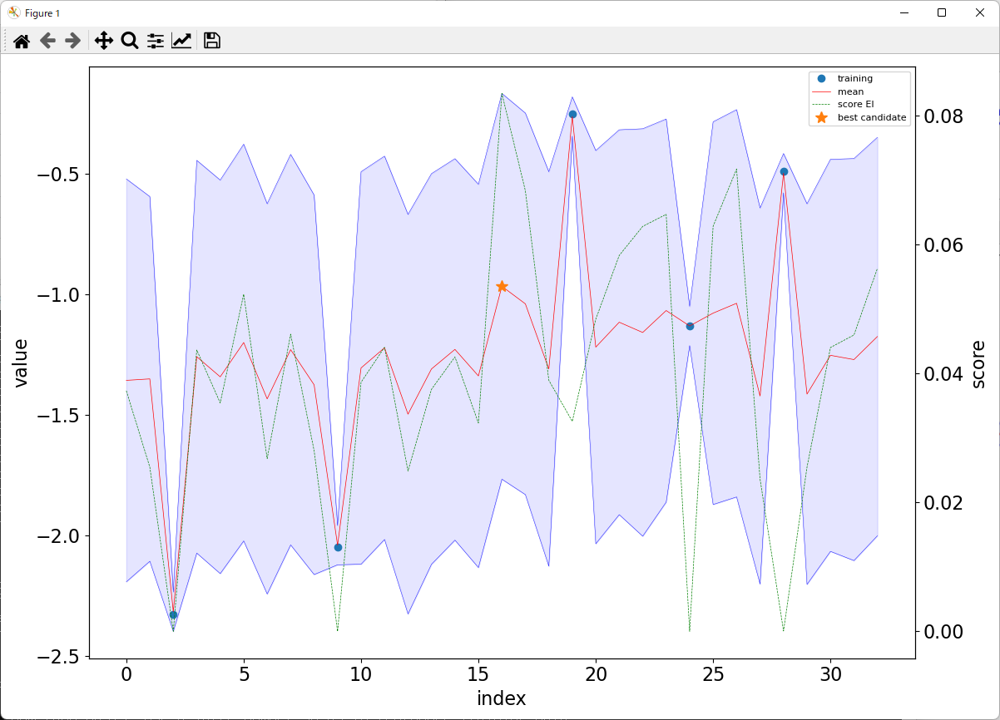 Figure 1
training
mean
score EI
best candidate
−0.5
−1.0
−1.5
−2.0
−2.5
value
0.08
0.06
0.04
0.02
0.00
score
0 5 10 15 20 25 30
index